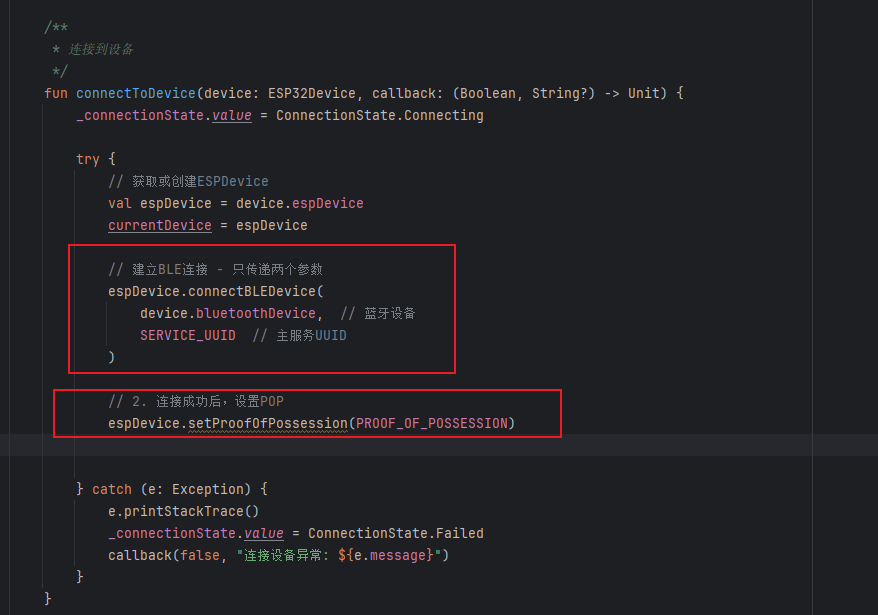 /**
* 连接到设备
*/
fun connectToDevice(device: ESP32Device, callback: (Boolean, String?) -> Unit) {
_connectionState.value = ConnectionState.Connecting
try {
// 获取或创建ESPDevice
val espDevice = device.espDevice
currentDevice = espDevice
// 建立BLE连接 - 只传递两个参数
espDevice.connectBLEDevice(
device.bluetoothDevice,  // 蓝牙设备
SERVICE_UUID  // 主服务UUID
)
// 2. 连接成功后，设置POP
espDevice.setProofOfPossession(PROOF_OF_POSSESSION)
} catch (e: Exception) {
e.printStackTrace()
_connectionState.value = ConnectionState.Failed
callback(false, "连接设备异常: ${e.message}")
}
}